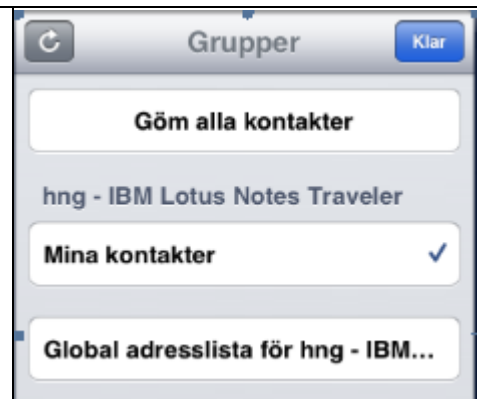 Grupper
Klar
Göm alla kontakter
hng - IBM Lotus Notes Traveler
Mina kontakter
Global adresslista för hng - IBM...